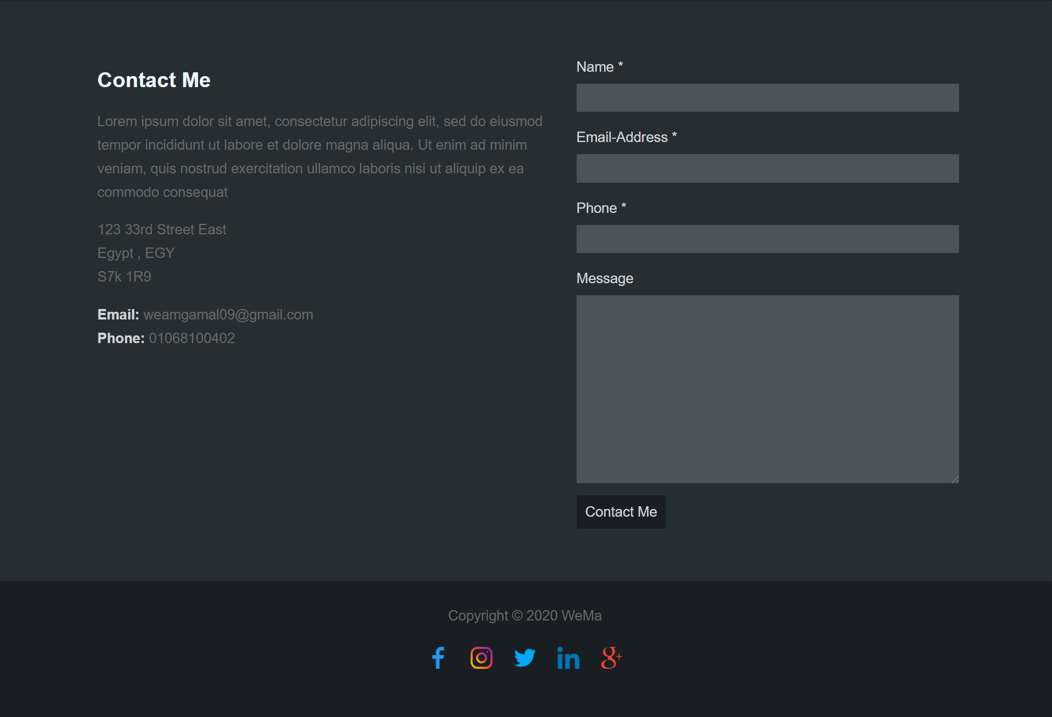 Contact Me
Lorem ipsum dolor sit amet, consectetur adipiscing elit, sed do eiusmod
tempor incididunt ut labore et dolore magna aliqua. Ut enim ad minim
veniam, quis nostrud exercitation ullamco laboris nisi ut aliquip ex ea
commodo consequat
123 33rd Street East
Egypt , EGY
S7k 1R9
Email: weamgamal09@gmail.com
Phone: 01068100402
Name *
Email-Address *
Phone *
Message
Contact Me
Copyright © 2020 WeMa